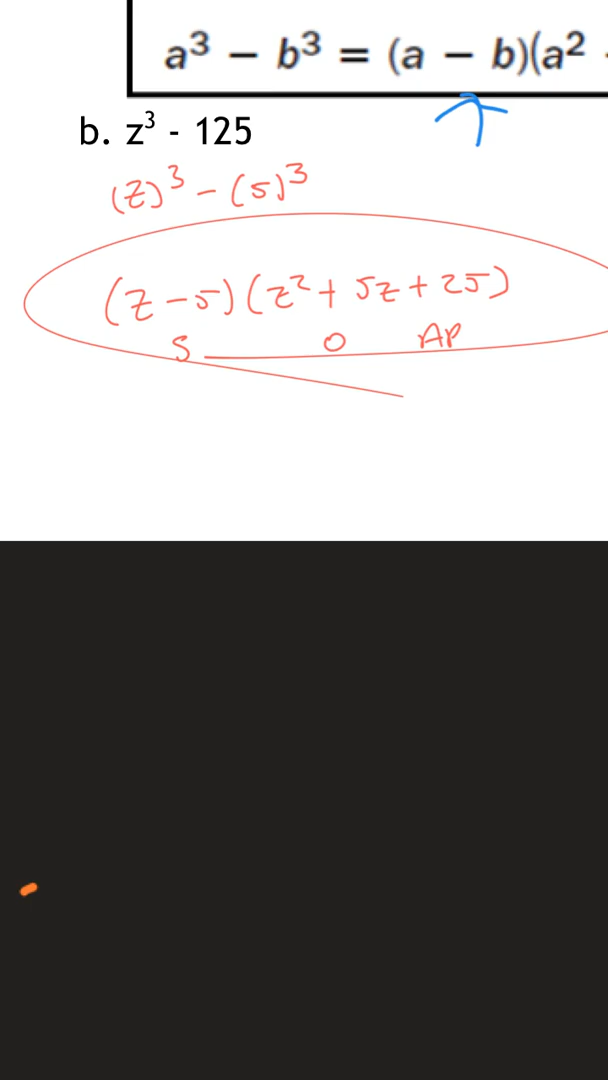 a³ − b³ = (a − b)(a²
b. z³ - 125
(z)³ − (5)³
(z − 5)(z² + 5z + 25)
S O AP